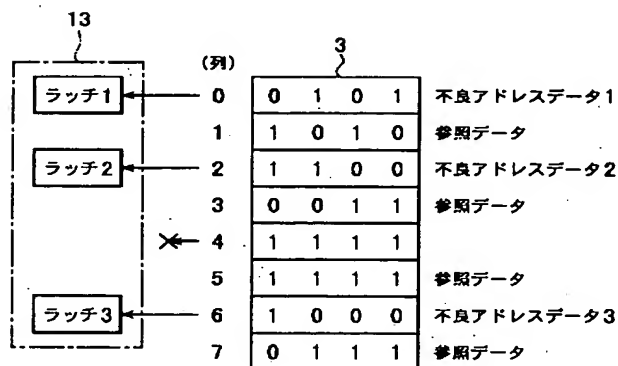 13
(列)
3
ラッチ1
0
0 1 0 1
不良アドレスデータ1
1
1 0 1 0
参照データ
ラッチ2
2
1 1 0 0
不良アドレスデータ2
3
0 0 1 1
参照データ
4
1 1 1 1
5
1 1 1 1
参照データ
ラッチ3
6
1 0 0 0
不良アドレスデータ3
7
0 1 1 1
参照データ